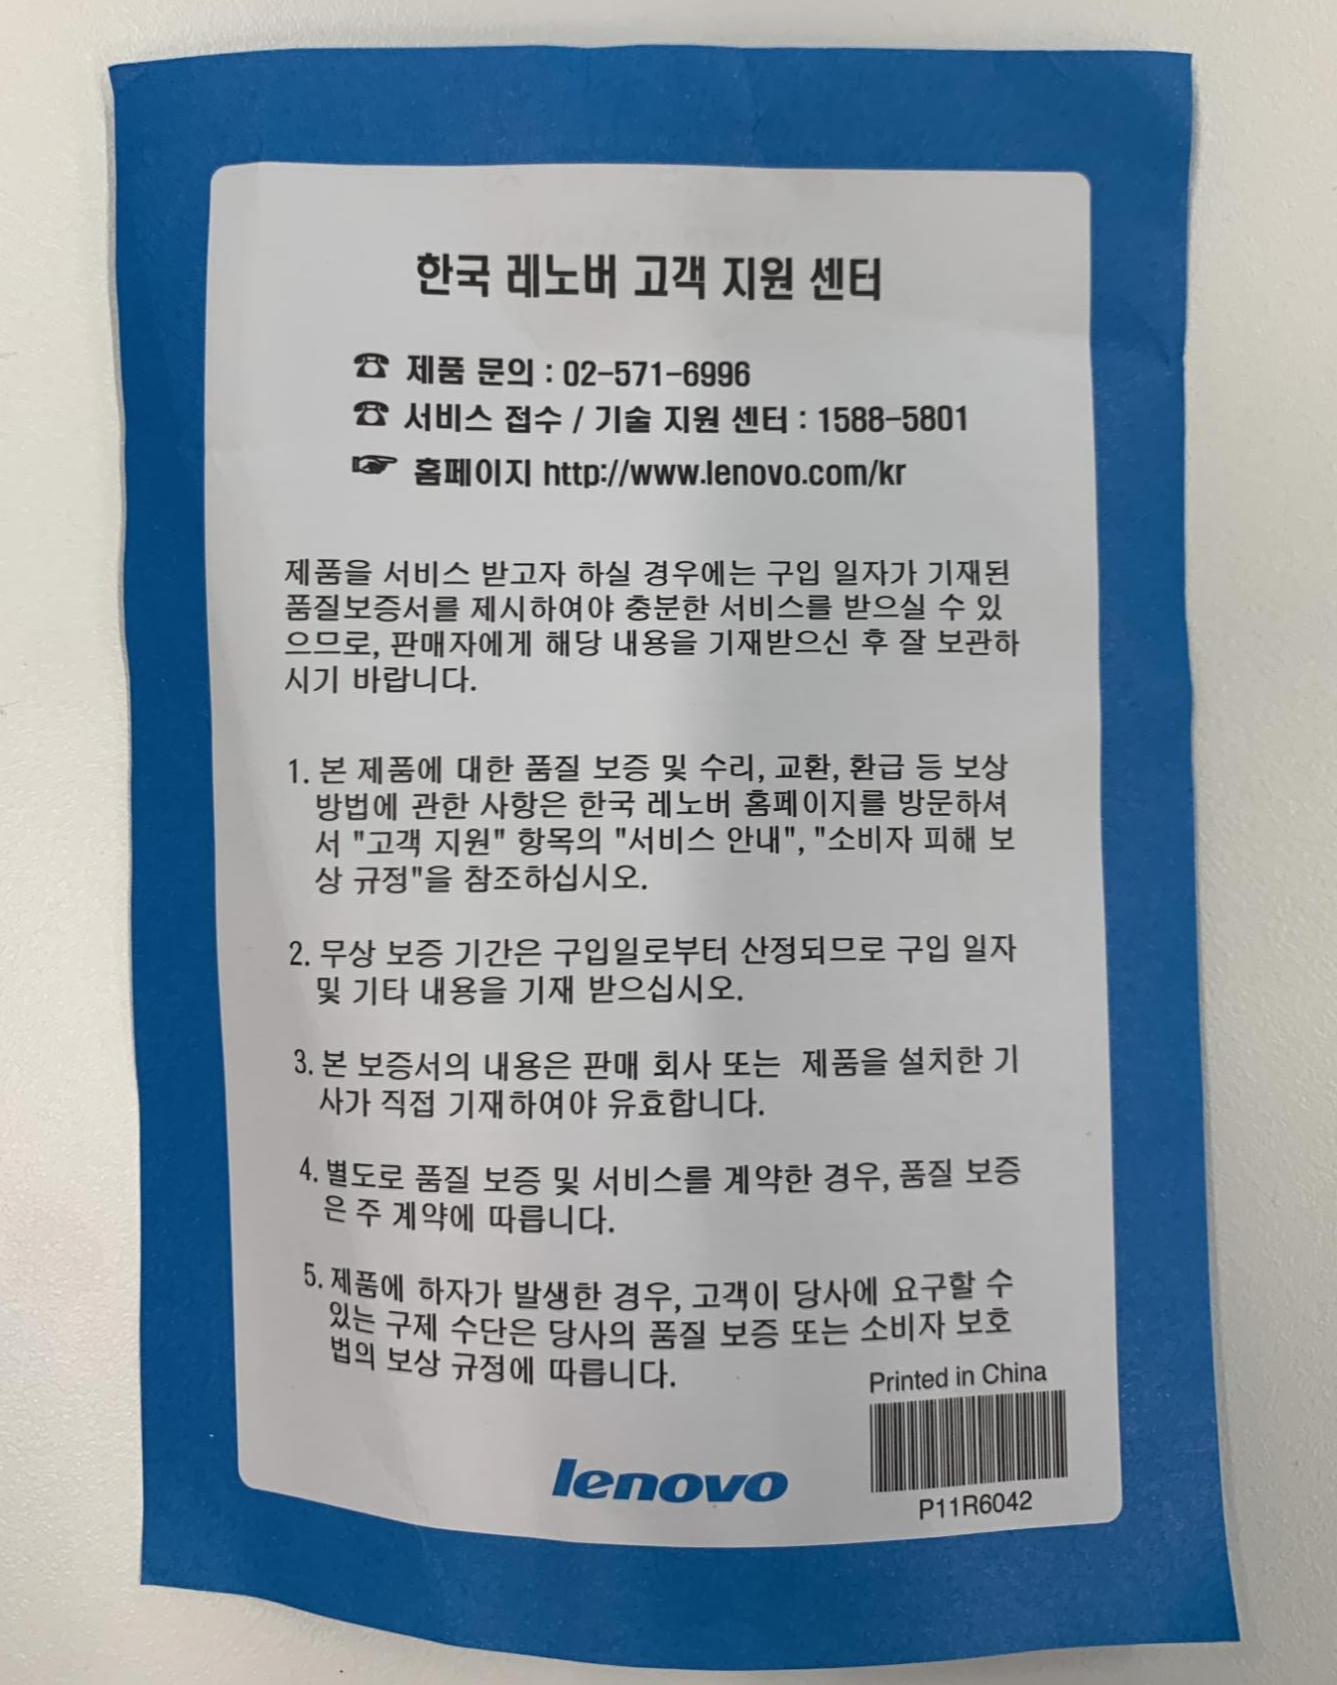 한국 레노버 고객 지원 센터
☎ 제품 문의 : 02-571-6996
☎ 서비스 접수 / 기술 지원 센터 : 1588-5801
☞ 홈페이지 http://www.lenovo.com/kr
제품을 서비스 받고자 하실 경우에는 구입 일자가 기재된
품질보증서를 제시하여야 충분한 서비스를 받으실 수 있
으므로, 판매자에게 해당 내용을 기재받으신 후 잘 보관하
시기 바랍니다.
1. 본 제품에 대한 품질 보증 및 수리, 교환, 환급 등 보상
방법에 관한 사항은 한국 레노버 홈페이지를 방문하셔
서 "고객 지원" 항목의 "서비스 안내", "소비자 피해 보
상 규정"을 참조하십시오.
2. 무상 보증 기간은 구입일로부터 산정되므로 구입 일자
및 기타 내용을 기재 받으십시오.
3. 본 보증서의 내용은 판매 회사 또는 제품을 설치한 기
사가 직접 기재하여야 유효합니다.
4. 별도로 품질 보증 및 서비스를 계약한 경우, 품질 보증
은 주 계약에 따릅니다.
5. 제품에 하자가 발생한 경우, 고객이 당사에 요구할 수
있는 구제 수단은 당사의 품질 보증 또는 소비자 보호
법의 보상 규정에 따릅니다.
Printed in China
lenovo
P11R6042